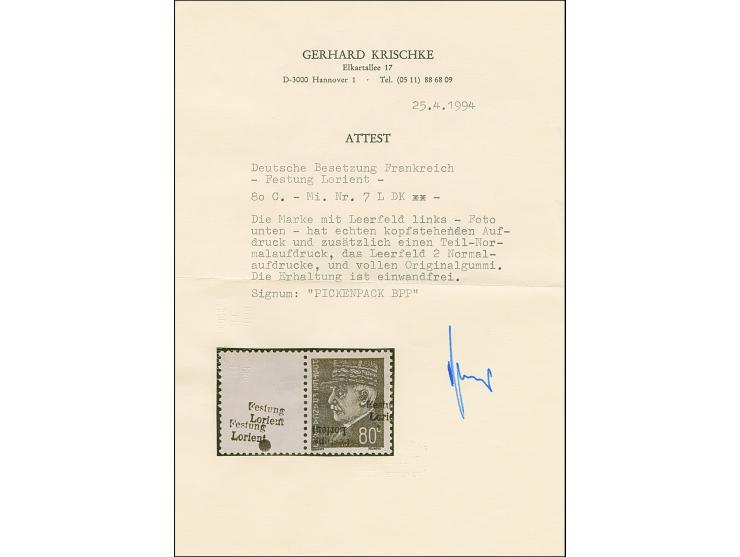 GERHARD KRISCHKE
Elkartallee 17
D-3000 Hannover 1 · Tel. (05 11) 88 68 09
25.4.1994
ATTEST
Deutsche Besetzung Frankreich
- Festung Lorient -
80 C. - Mi. Nr. 7 L DK ** -
Die Marke mit Leerfeld links - Foto
unten - hat echten kopfstehenden Auf-
druck und zusätzlich einen Teil-Nor-
malaufdruck, das Leerfeld 2 Normal-
aufdrucke, und vollen Originalgummi.
Die Erhaltung ist einwandfrei.
Signum: "PICKENPACK BPP"
Festung
Lorient
Festung
Lorient
Festu
Lorie
Lorient
80c